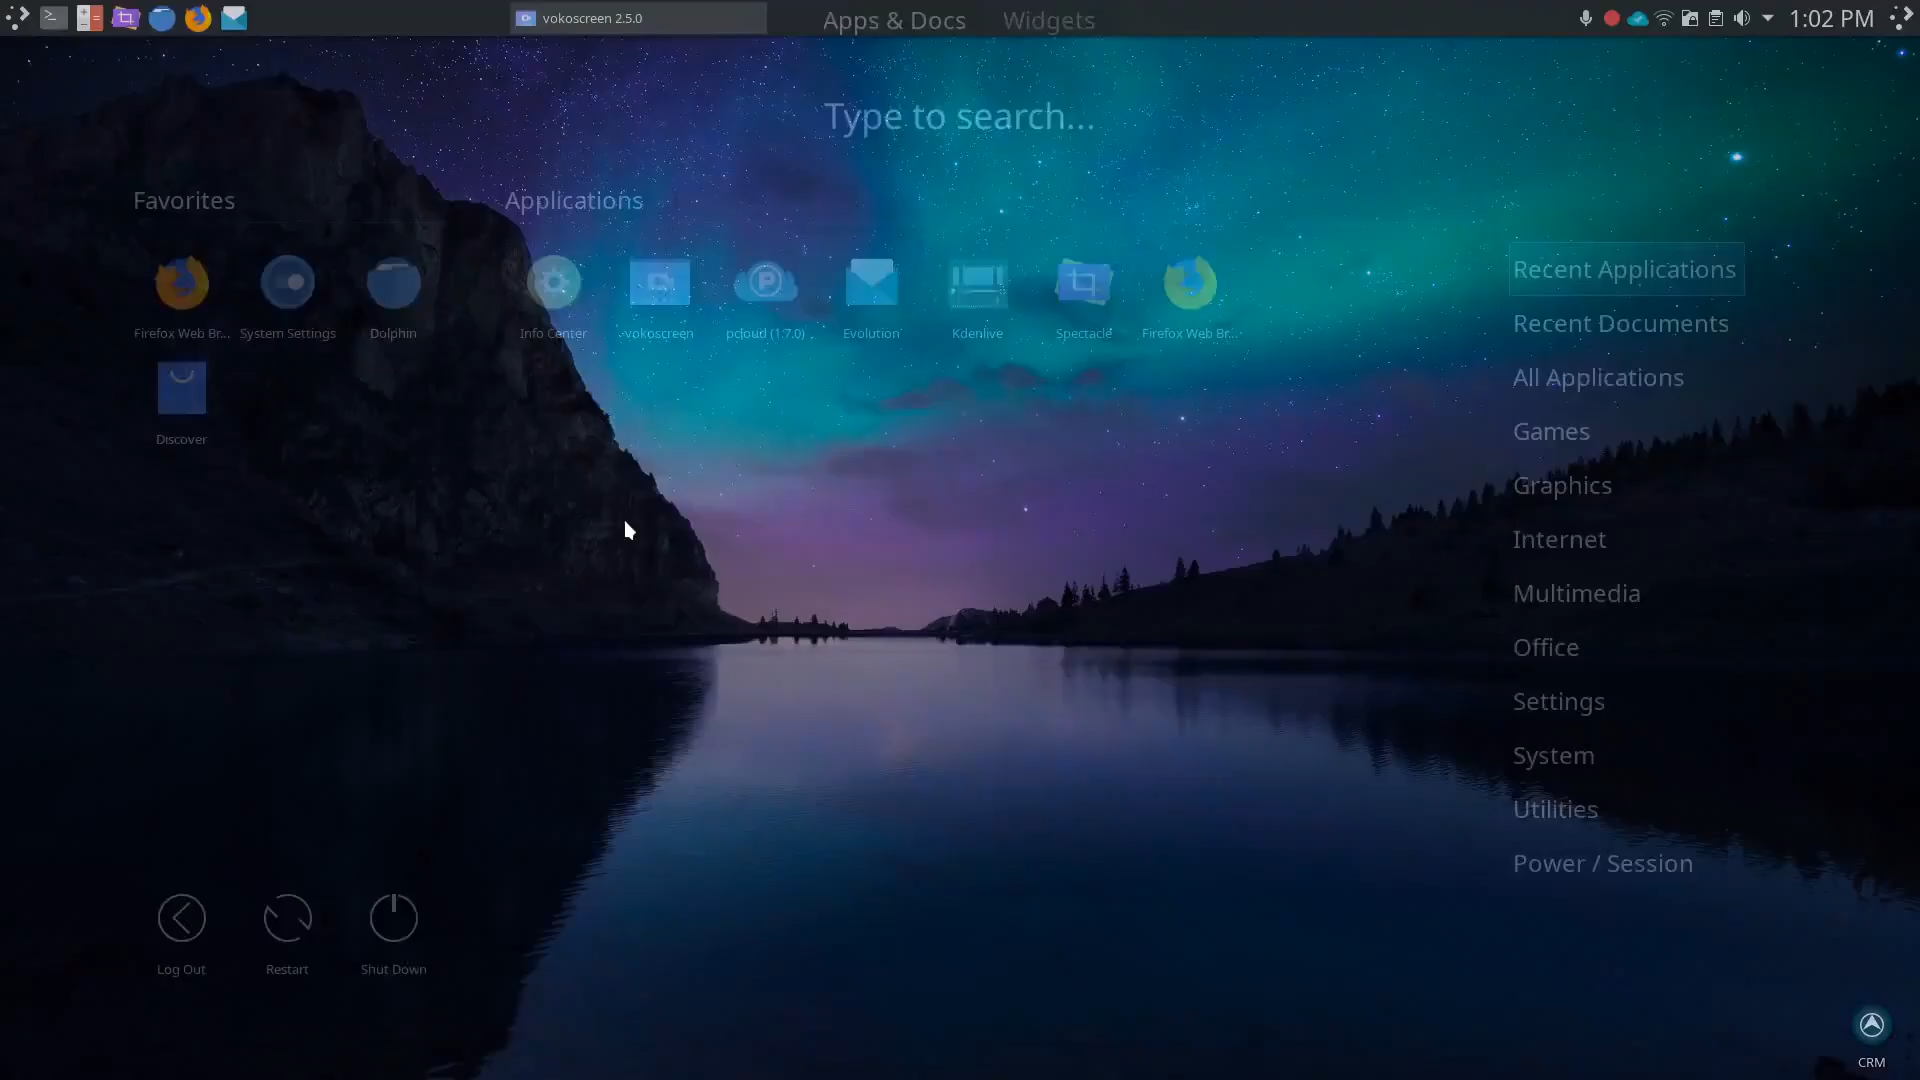 vokoscreen 2.5.0
Apps & Docs
Widgets
1:02 PM
Type to search...
Favorites
Applications
Firefox Web Br...
System Settings
Dolphin
Info Center
vokoscreen
pcloud (1.7.0)
Evolution
Kdenlive
Spectacle
Firefox Web Br...
Discover
Recent Applications
Recent Documents
All Applications
Games
Graphics
Internet
Multimedia
Office
Settings
System
Utilities
Power / Session
Log Out
Restart
Shut Down
CRM